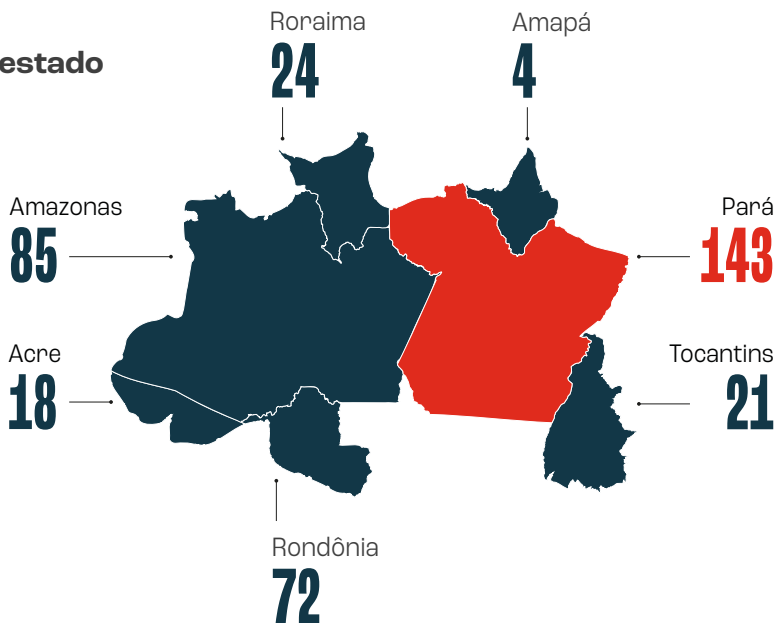 estado
Roraima
24
Amapá
4
Amazonas
85
Pará
143
Acre
18
Tocantins
21
Rondônia
72